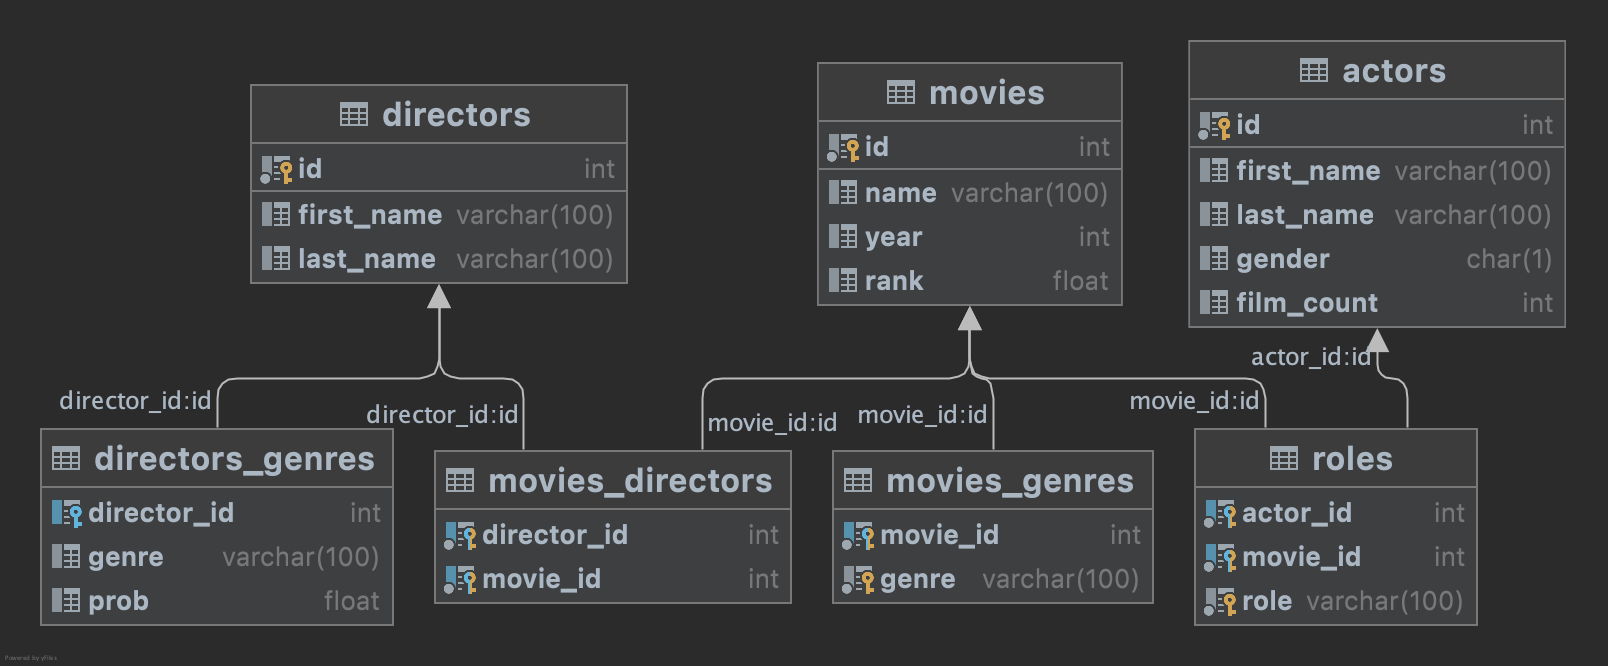 directors
id int
first_name varchar(100)
last_name varchar(100)
movies
id int
name varchar(100)
year int
rank float
actors
id int
first_name varchar(100)
last_name varchar(100)
gender char(1)
film_count int
director_id:id
director_id:id
movie_id:id
movie_id:id
movie_id:id
actor_id:id
directors_genres
director_id int
genre varchar(100)
prob float
movies_directors
director_id int
movie_id int
movies_genres
movie_id int
genre varchar(100)
roles
actor_id int
movie_id int
role varchar(100)
Powered by yFiles